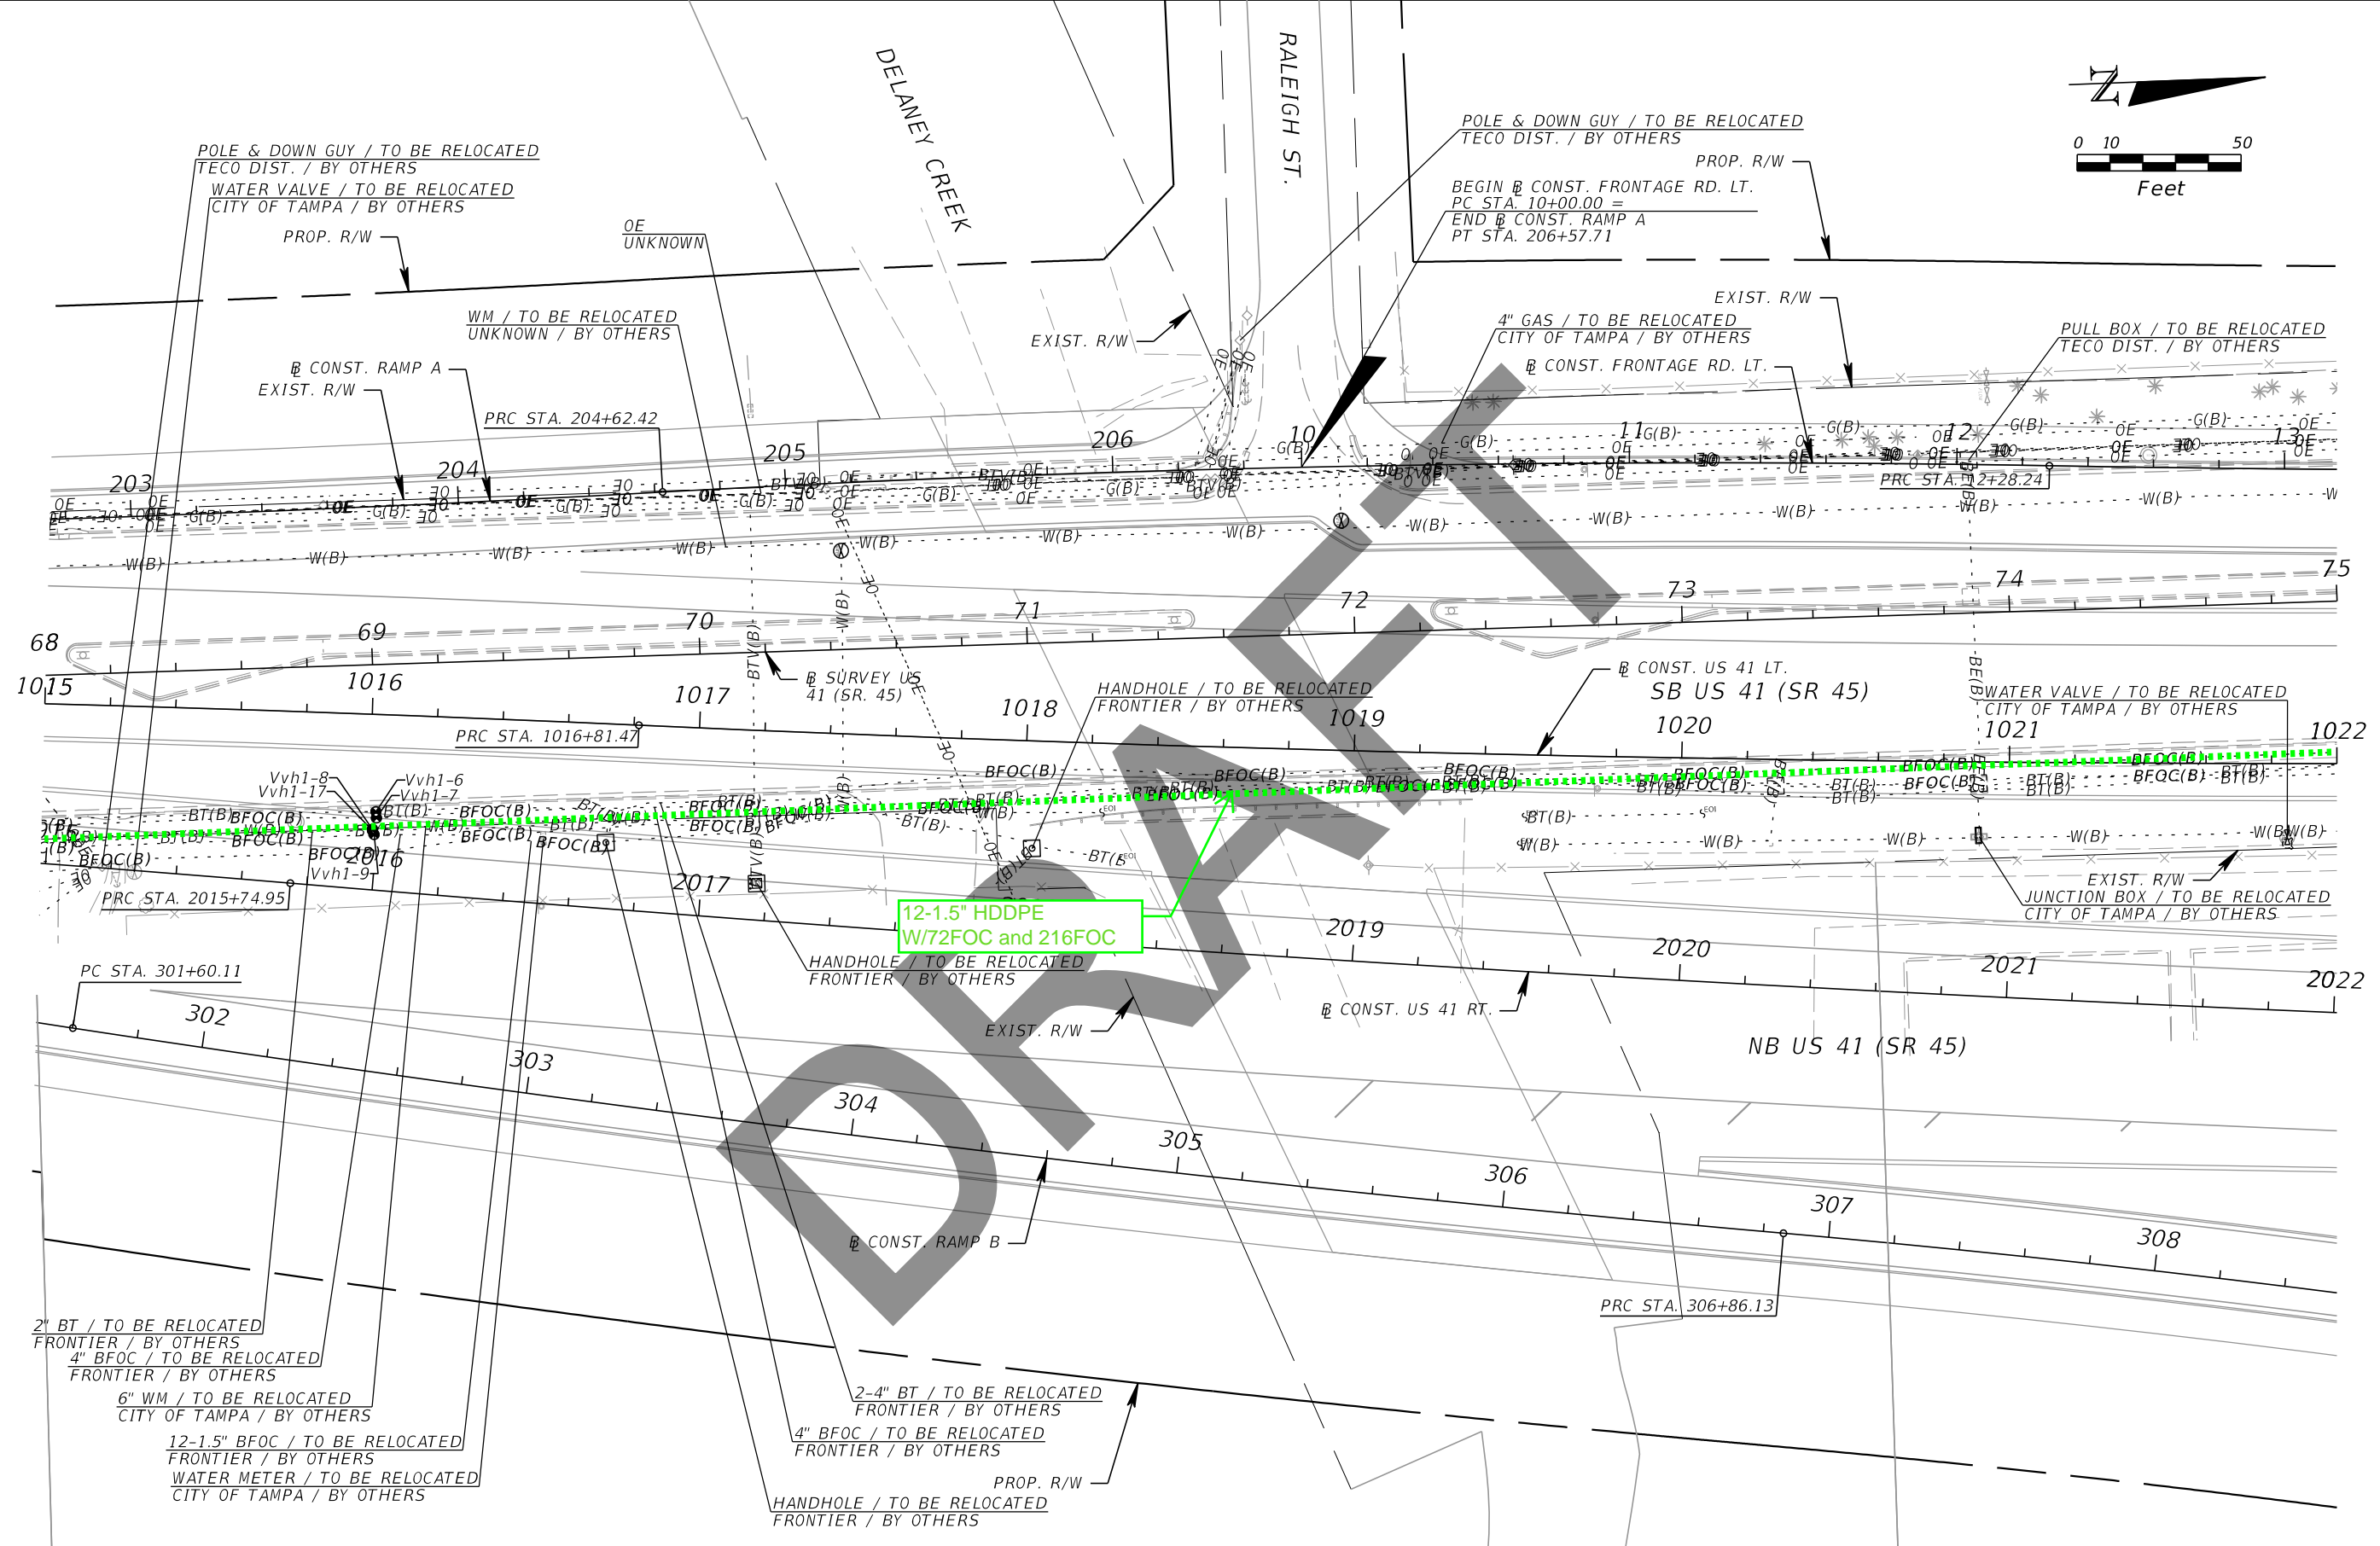 DELANEY CREEK
RALEIGH ST.
0 10 50
Feet
POLE & DOWN GUY / TO BE RELOCATED
TECO DIST. / BY OTHERS
WATER VALVE / TO BE RELOCATED
CITY OF TAMPA / BY OTHERS
PROP. R/W
OE
UNKNOWN
WM / TO BE RELOCATED
UNKNOWN / BY OTHERS
CONST. RAMP A
EXIST. R/W
PRC STA. 204+62.42
POLE & DOWN GUY / TO BE RELOCATED
TECO DIST. / BY OTHERS
PROP. R/W
BEGIN CONST. FRONTAGE RD. LT.
PC STA. 10+00.00 =
END CONST. RAMP A
PT STA. 206+57.71
EXIST. R/W
EXIST. R/W
4" GAS / TO BE RELOCATED
CITY OF TAMPA / BY OTHERS
CONST. FRONTAGE RD. LT.
PULL BOX / TO BE RELOCATED
TECO DIST. / BY OTHERS
203 204 205 206 10 11 12 13
PRC STA. 12+28.24
G(B) G(B) G(B) G(B) G(B) G(B) G(B) G(B) G(B) G(B) G(B)
W(B) W(B) W(B) W(B) W(B) W(B) W(B) W(B) W(B) W(B) W(B) W(B)
68 69 70 71 72 73 74 75
1015 1016 1017 1018 1019 1020 1021 1022
SURVEY US
41 (SR. 45)
PRC STA. 1016+81.47
HANDHOLE / TO BE RELOCATED
FRONTIER / BY OTHERS
CONST. US 41 LT.
SB US 41 (SR 45)
WATER VALVE / TO BE RELOCATED
CITY OF TAMPA / BY OTHERS
Vvh1-8
Vvh1-17
Vvh1-6
Vvh1-7
Vvh1-9
BFOC(B) BFOC(B) BFOC(B) BFOC(B) BFOC(B) BFOC(B)
BT(B) BT(B) BT(B) BT(B) BT(B) BT(B)
2016 2017 2019 2020 2021 2022
PRC STA. 2015+74.95
12-1.5" HDDPE
W/72FOC and 216FOC
HANDHOLE / TO BE RELOCATED
FRONTIER / BY OTHERS
EXIST. R/W
JUNCTION BOX / TO BE RELOCATED
CITY OF TAMPA / BY OTHERS
EXIST. R/W
CONST. US 41 RT.
NB US 41 (SR 45)
PC STA. 301+60.11
302 303 304 305 306 307 308
CONST. RAMP B
PRC STA. 306+86.13
2" BT / TO BE RELOCATED
FRONTIER / BY OTHERS
4" BFOC / TO BE RELOCATED
FRONTIER / BY OTHERS
6" WM / TO BE RELOCATED
CITY OF TAMPA / BY OTHERS
12-1.5" BFOC / TO BE RELOCATED
FRONTIER / BY OTHERS
WATER METER / TO BE RELOCATED
CITY OF TAMPA / BY OTHERS
2-4" BT / TO BE RELOCATED
FRONTIER / BY OTHERS
4" BFOC / TO BE RELOCATED
FRONTIER / BY OTHERS
PROP. R/W
HANDHOLE / TO BE RELOCATED
FRONTIER / BY OTHERS
DRAFT